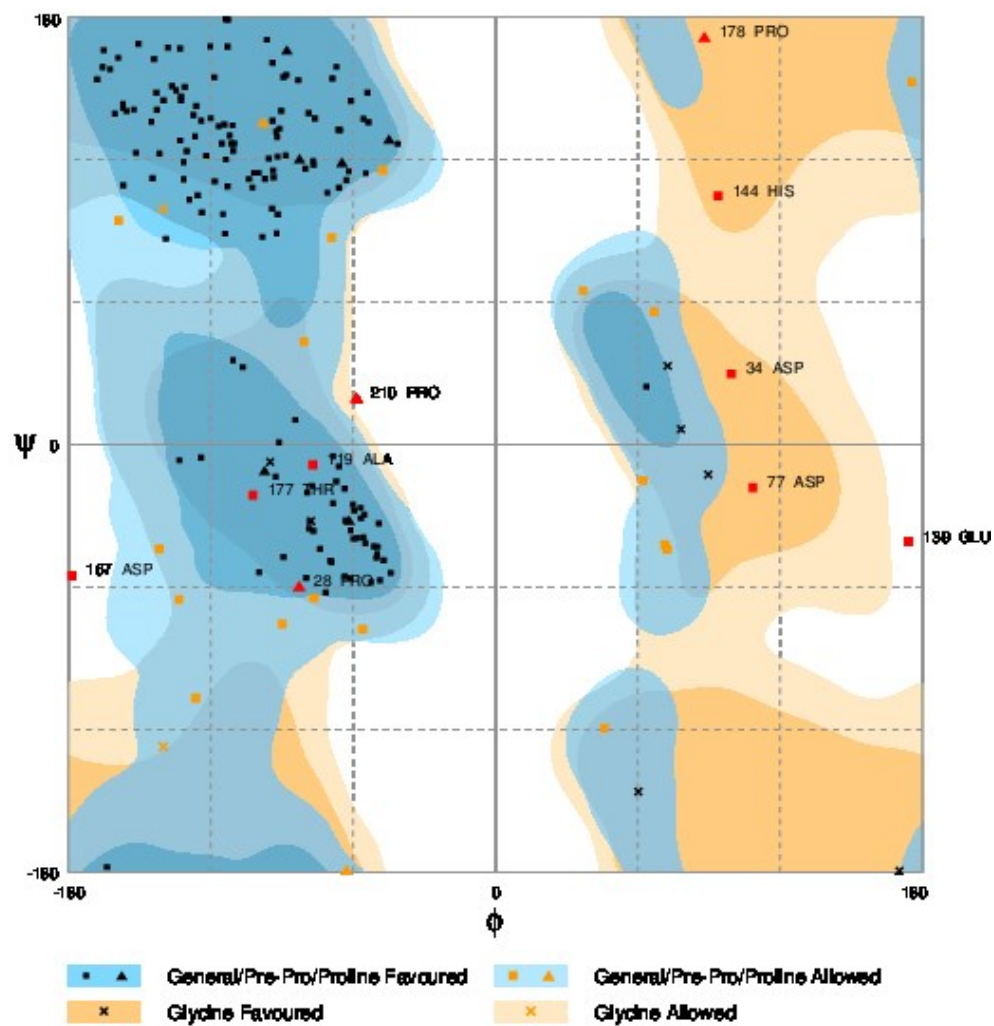 180
178 PRO
144 HIS
34 ASP
210 PRO
Ψ 0
119 ALA
177 THR
77 ASP
139 GLU
167 ASP
28 PRO
-180
-180 0 180
ϕ
General/Pre-Pro/Proline Favoured
General/Pre-Pro/Proline Allowed
Glycine Favoured
Glycine Allowed